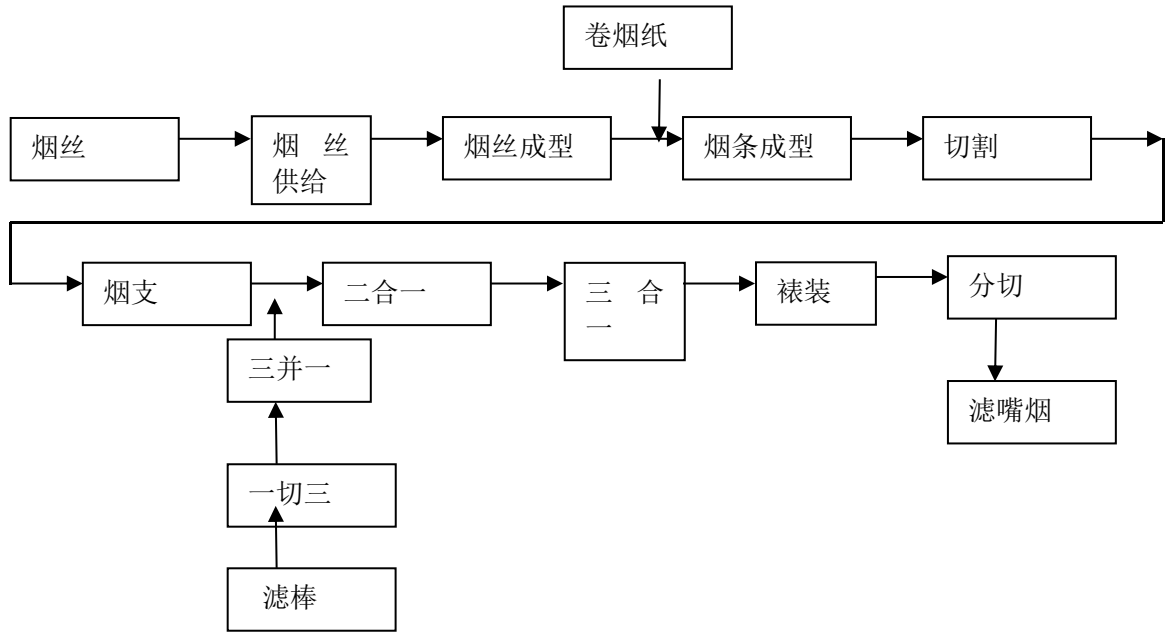 卷烟纸
烟丝
烟 丝
供给
烟丝成型
烟条成型
切割
烟支
二合一
三 合
一
裱装
分切
三并一
滤嘴烟
一切三
滤棒